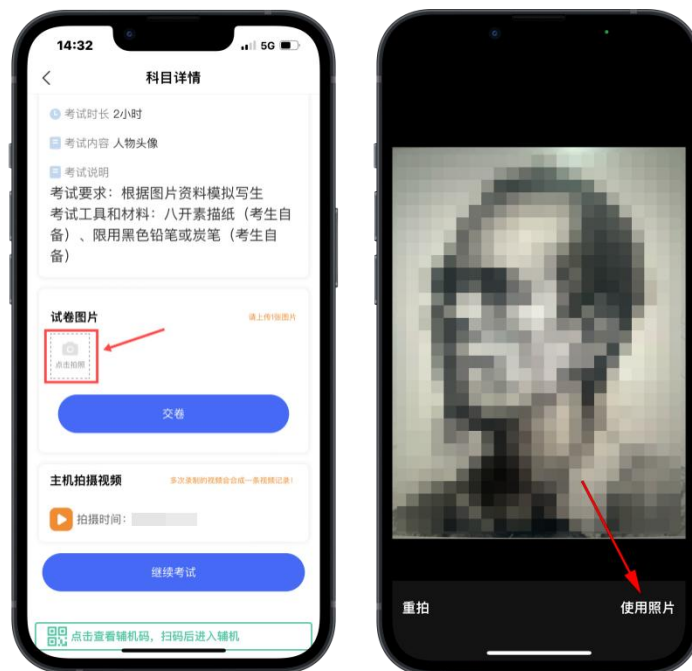 14:32
5G
科目详情
考试时长 2小时
考试内容 人物头像
考试说明
考试要求：根据图片资料模拟写生
考试工具和材料：八开素描纸（考生自
备）、限用黑色铅笔或炭笔（考生自
备）
试卷图片
请上传1张图片
点击拍照
交卷
主机拍摄视频
多次录制的视频会合成一条视频记录！
拍摄时间：
继续考试
点击查看辅机码，扫码后进入辅机
重拍
使用照片